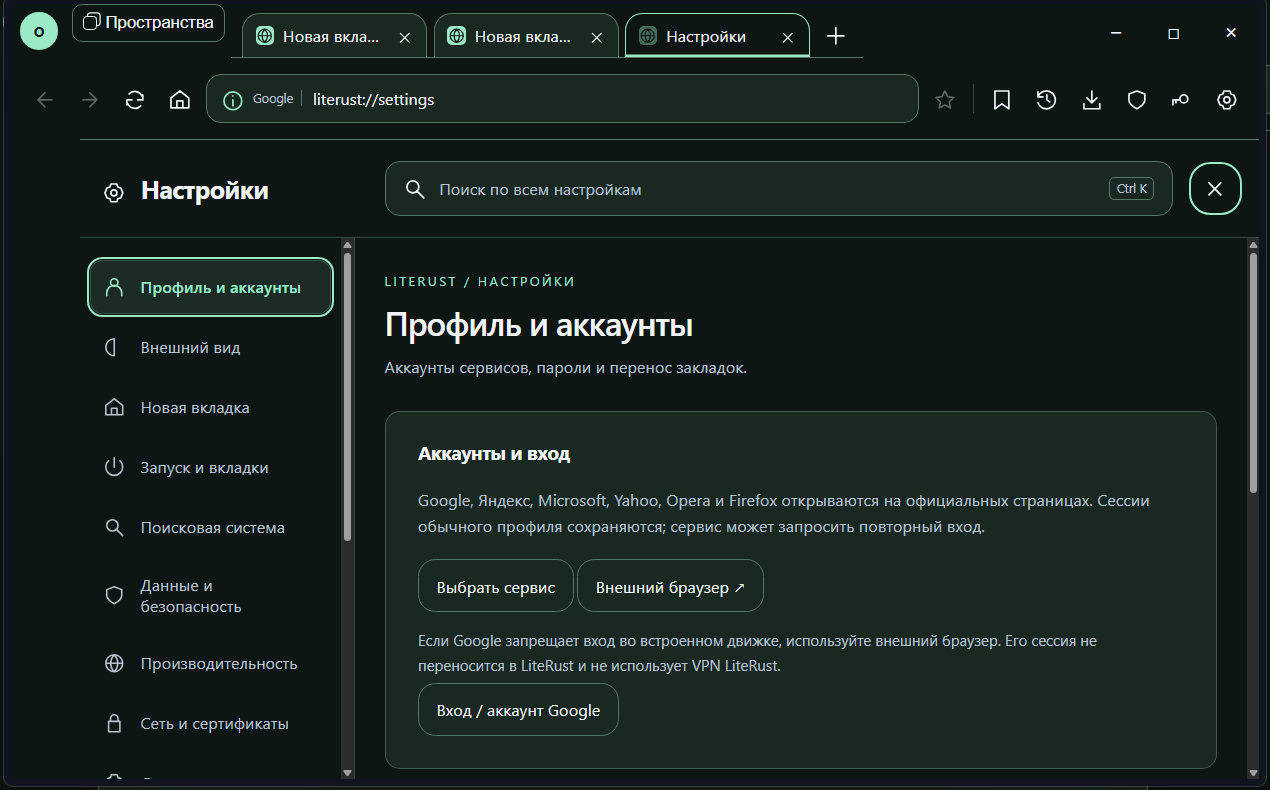 о
Пространства
Новая вкла...
Новая вкла...
Настройки
Google
literust://settings
Настройки
Поиск по всем настройкам
Ctrl K
Профиль и аккаунты
Внешний вид
Новая вкладка
Запуск и вкладки
Поисковая система
Данные и
безопасность
Производительность
Сеть и сертификаты
LITERUST / НАСТРОЙКИ
Профиль и аккаунты
Аккаунты сервисов, пароли и перенос закладок.
Аккаунты и вход
Google, Яндекс, Microsoft, Yahoo, Opera и Firefox открываются на официальных страницах. Сессии
обычного профиля сохраняются; сервис может запросить повторный вход.
Выбрать сервис
Внешний браузер ↗
Если Google запрещает вход во встроенном движке, используйте внешний браузер. Его сессия не
переносится в LiteRust и не использует VPN LiteRust.
Вход / аккаунт Google